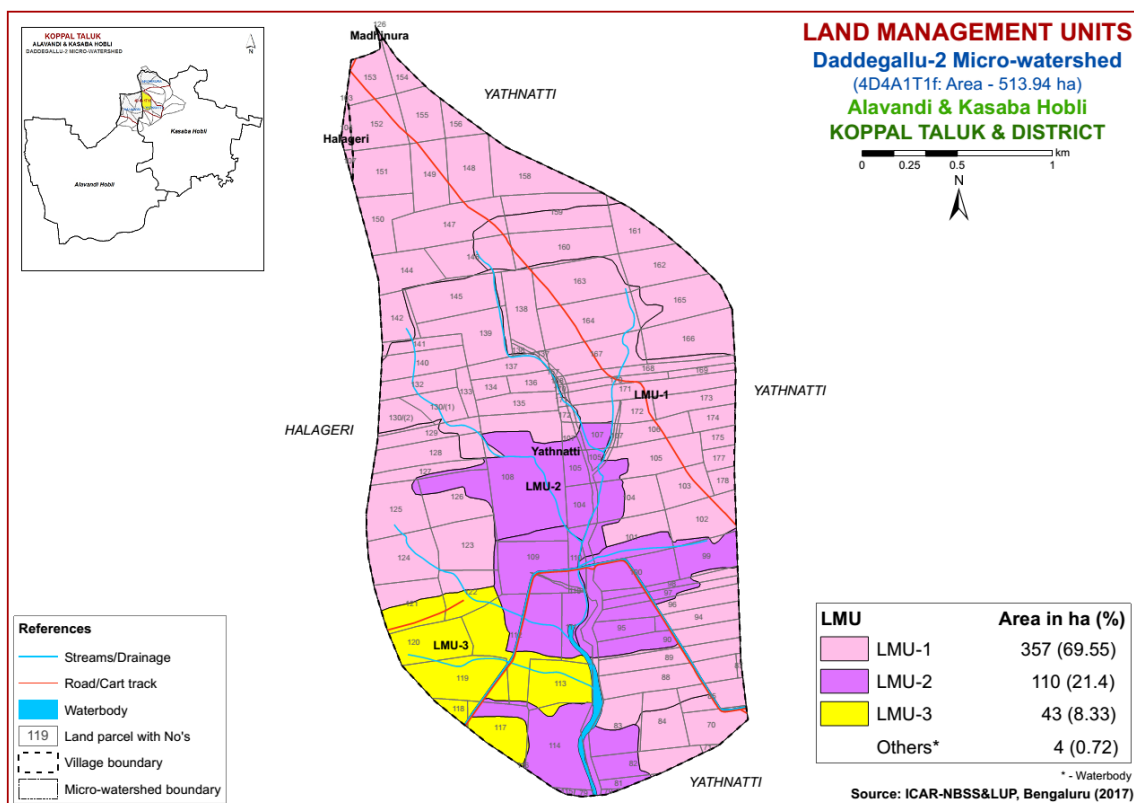 KOPPAL TALUK
ALAVANDI & KASABA HOBLI
DADDEGALLU-2 MICRO-WATERSHED
N
Kasaba Hobli
Alavandi Hobli
LAND MANAGEMENT UNITS
Daddegallu-2 Micro-watershed
(4D4A1T1f: Area - 513.94 ha)
Alavandi & Kasaba Hobli
KOPPAL TALUK & DISTRICT
km
0 0.25 0.5 1
N
126
Madhinura
153 154
YATHNATTI
152 155 156
Halageri
151 149 148 158
150 147 159 161
160
144 162
145 163 165
142 138 164
139 166
141 167
140 137 168 169
132 133 134 136 171 173
LMU-1
130/(1) 135 172 172 174
130/(2) 106
YATHNATTI
HALAGERI
129 107 175
128 Yathnatti 177
127 108 105 105 178
LMU-2
126 104 104 103
125 102
123 101
124 109 110 99
100
122 98
121 97
96
94
120 LMU-3 95
90
89
119 113 88
118
117 114 83 84 70
82
81
YATHNATTI
References
Streams/Drainage
Road/Cart track
Waterbody
119 Land parcel with No's
Village boundary
Micro-watershed boundary
LMU Area in ha (%)
LMU-1 357 (69.55)
LMU-2 110 (21.4)
LMU-3 43 (8.33)
Others* 4 (0.72)
* - Waterbody
Source: ICAR-NBSS&LUP, Bengaluru (2017)